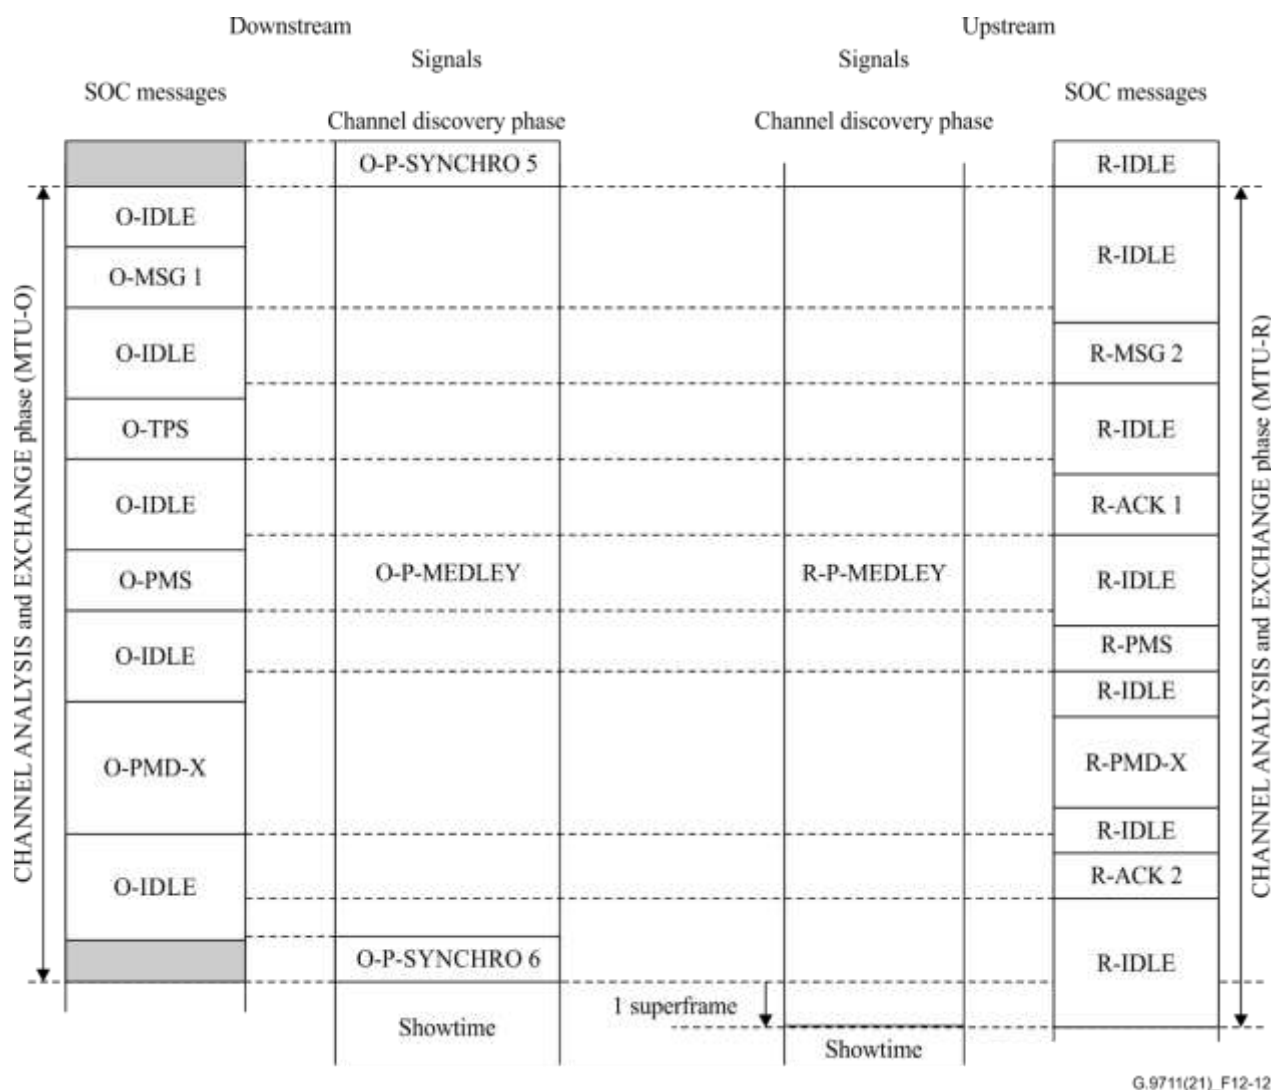 Downstream
Upstream
Signals
Signals
SOC messages
SOC messages
Channel discovery phase
Channel discovery phase
O-P-SYNCHRO 5
R-IDLE
O-IDLE
R-IDLE
O-MSG 1
O-IDLE
R-MSG 2
O-TPS
R-IDLE
O-IDLE
R-ACK 1
O-PMS
O-P-MEDLEY
R-P-MEDLEY
R-IDLE
O-IDLE
R-PMS
R-IDLE
O-PMD-X
R-PMD-X
R-IDLE
O-IDLE
R-ACK 2
O-P-SYNCHRO 6
R-IDLE
1 superframe
Showtime
Showtime
CHANNEL ANALYSIS and EXCHANGE phase (MTU-O)
CHANNEL ANALYSIS and EXCHANGE phase (MTU-R)
G.9711(21)_F12-12